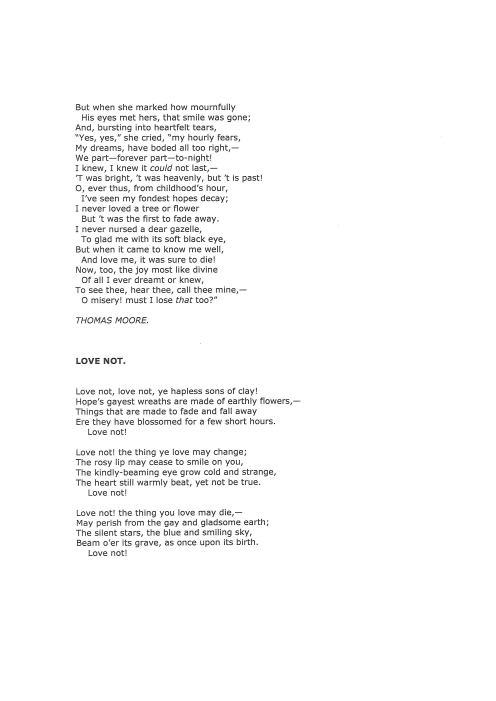 But when she marked how mournfully
His eyes met hers, that smile was gone;
And, bursting into heartfelt tears,
“Yes, yes,” she cried, “my hourly fears,
My dreams, have boded all too right,—
We part—forever part—to-night!
I knew, I knew it could not last,—
’T was bright, ’t was heavenly, but ’t is past!
O, ever thus, from childhood’s hour,
I’ve seen my fondest hopes decay;
I never loved a tree or flower
But ’t was the first to fade away.
I never nursed a dear gazelle,
To glad me with its soft black eye,
But when it came to know me well,
And love me, it was sure to die!
Now, too, the joy most like divine
Of all I ever dreamt or knew,
To see thee, hear thee, call thee mine,—
O misery! must I lose that too?”
THOMAS MOORE.
LOVE NOT.
Love not, love not, ye hapless sons of clay!
Hope’s gayest wreaths are made of earthly flowers,—
Things that are made to fade and fall away
Ere they have blossomed for a few short hours.
Love not!
Love not! the thing ye love may change;
The rosy lip may cease to smile on you,
The kindly-beaming eye grow cold and strange,
The heart still warmly beat, yet not be true.
Love not!
Love not! the thing you love may die,—
May perish from the gay and gladsome earth;
The silent stars, the blue and smiling sky,
Beam o’er its grave, as once upon its birth.
Love not!